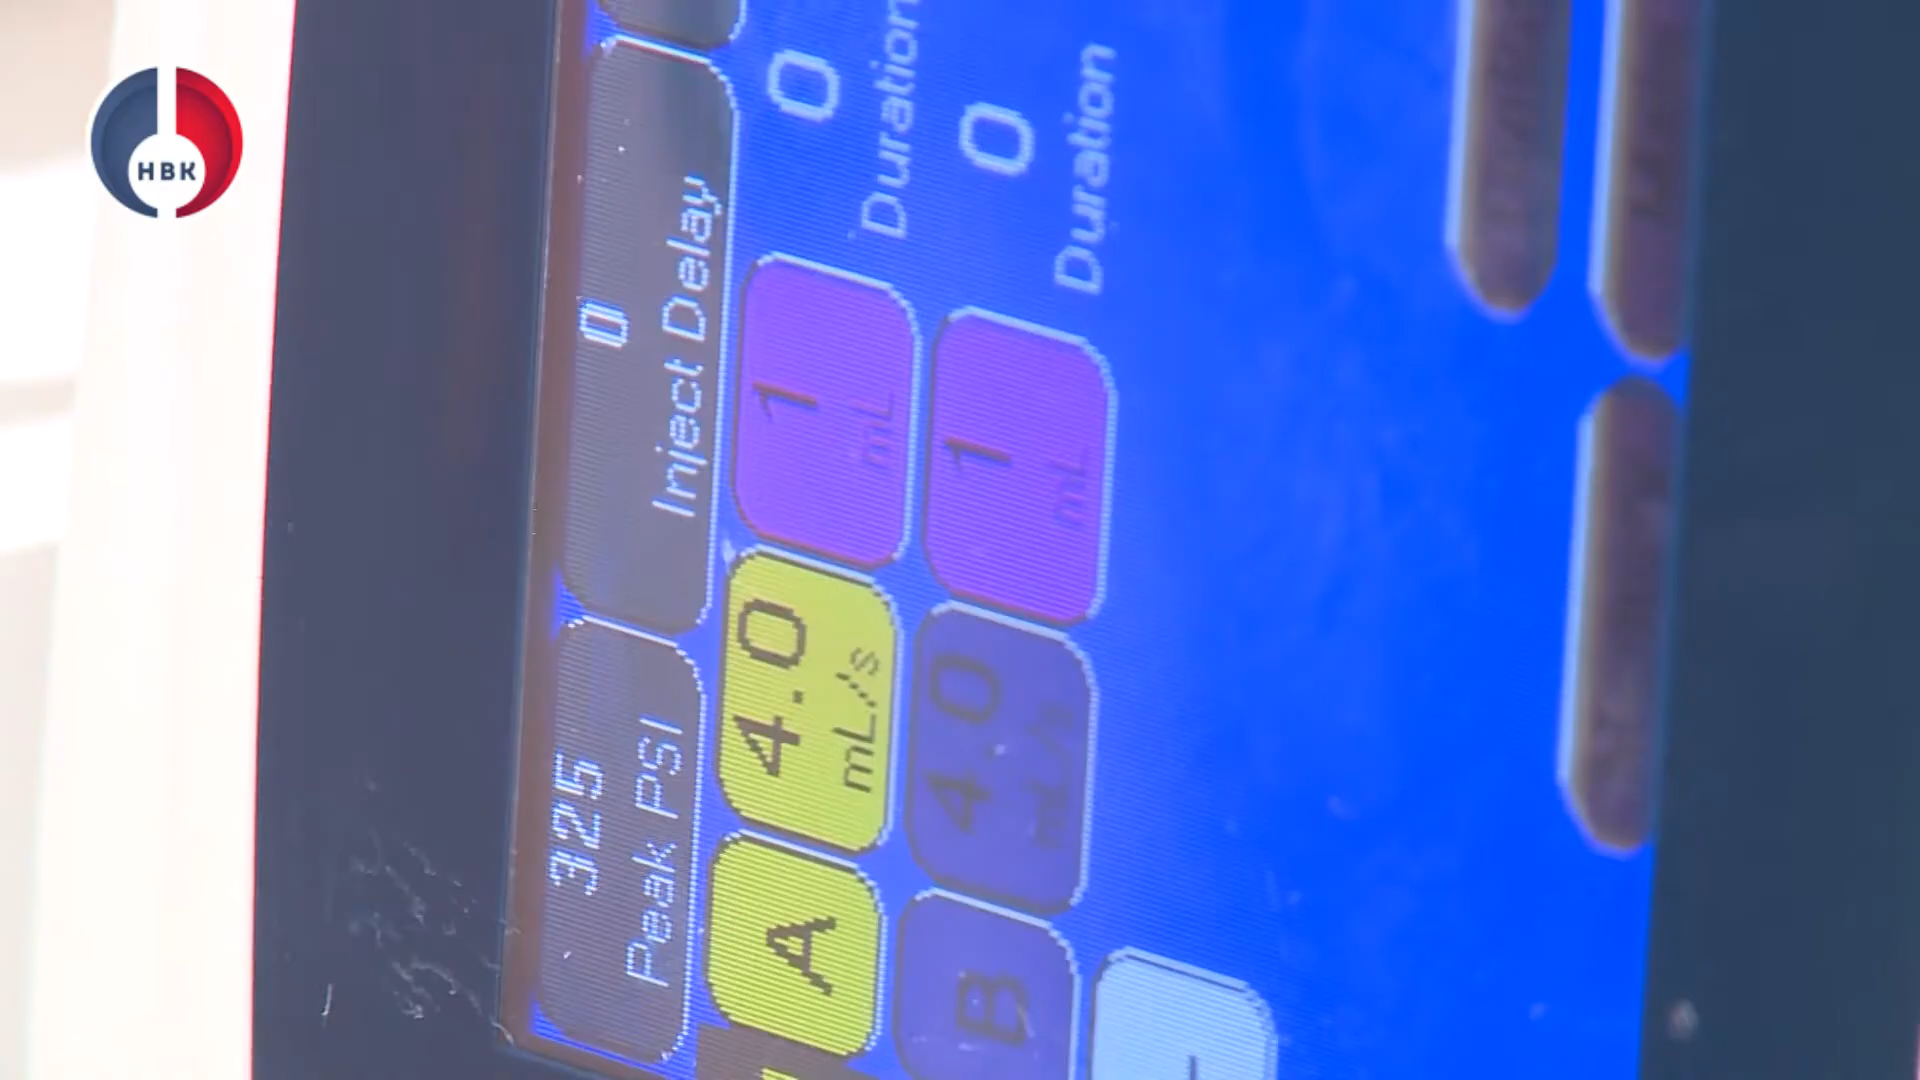 HBK
325
Peak PSI
0
Inject Delay
A
4.0
mL/s
1
mL
0
Duration
B
4.0
mL/s
1
mL
0
Duration